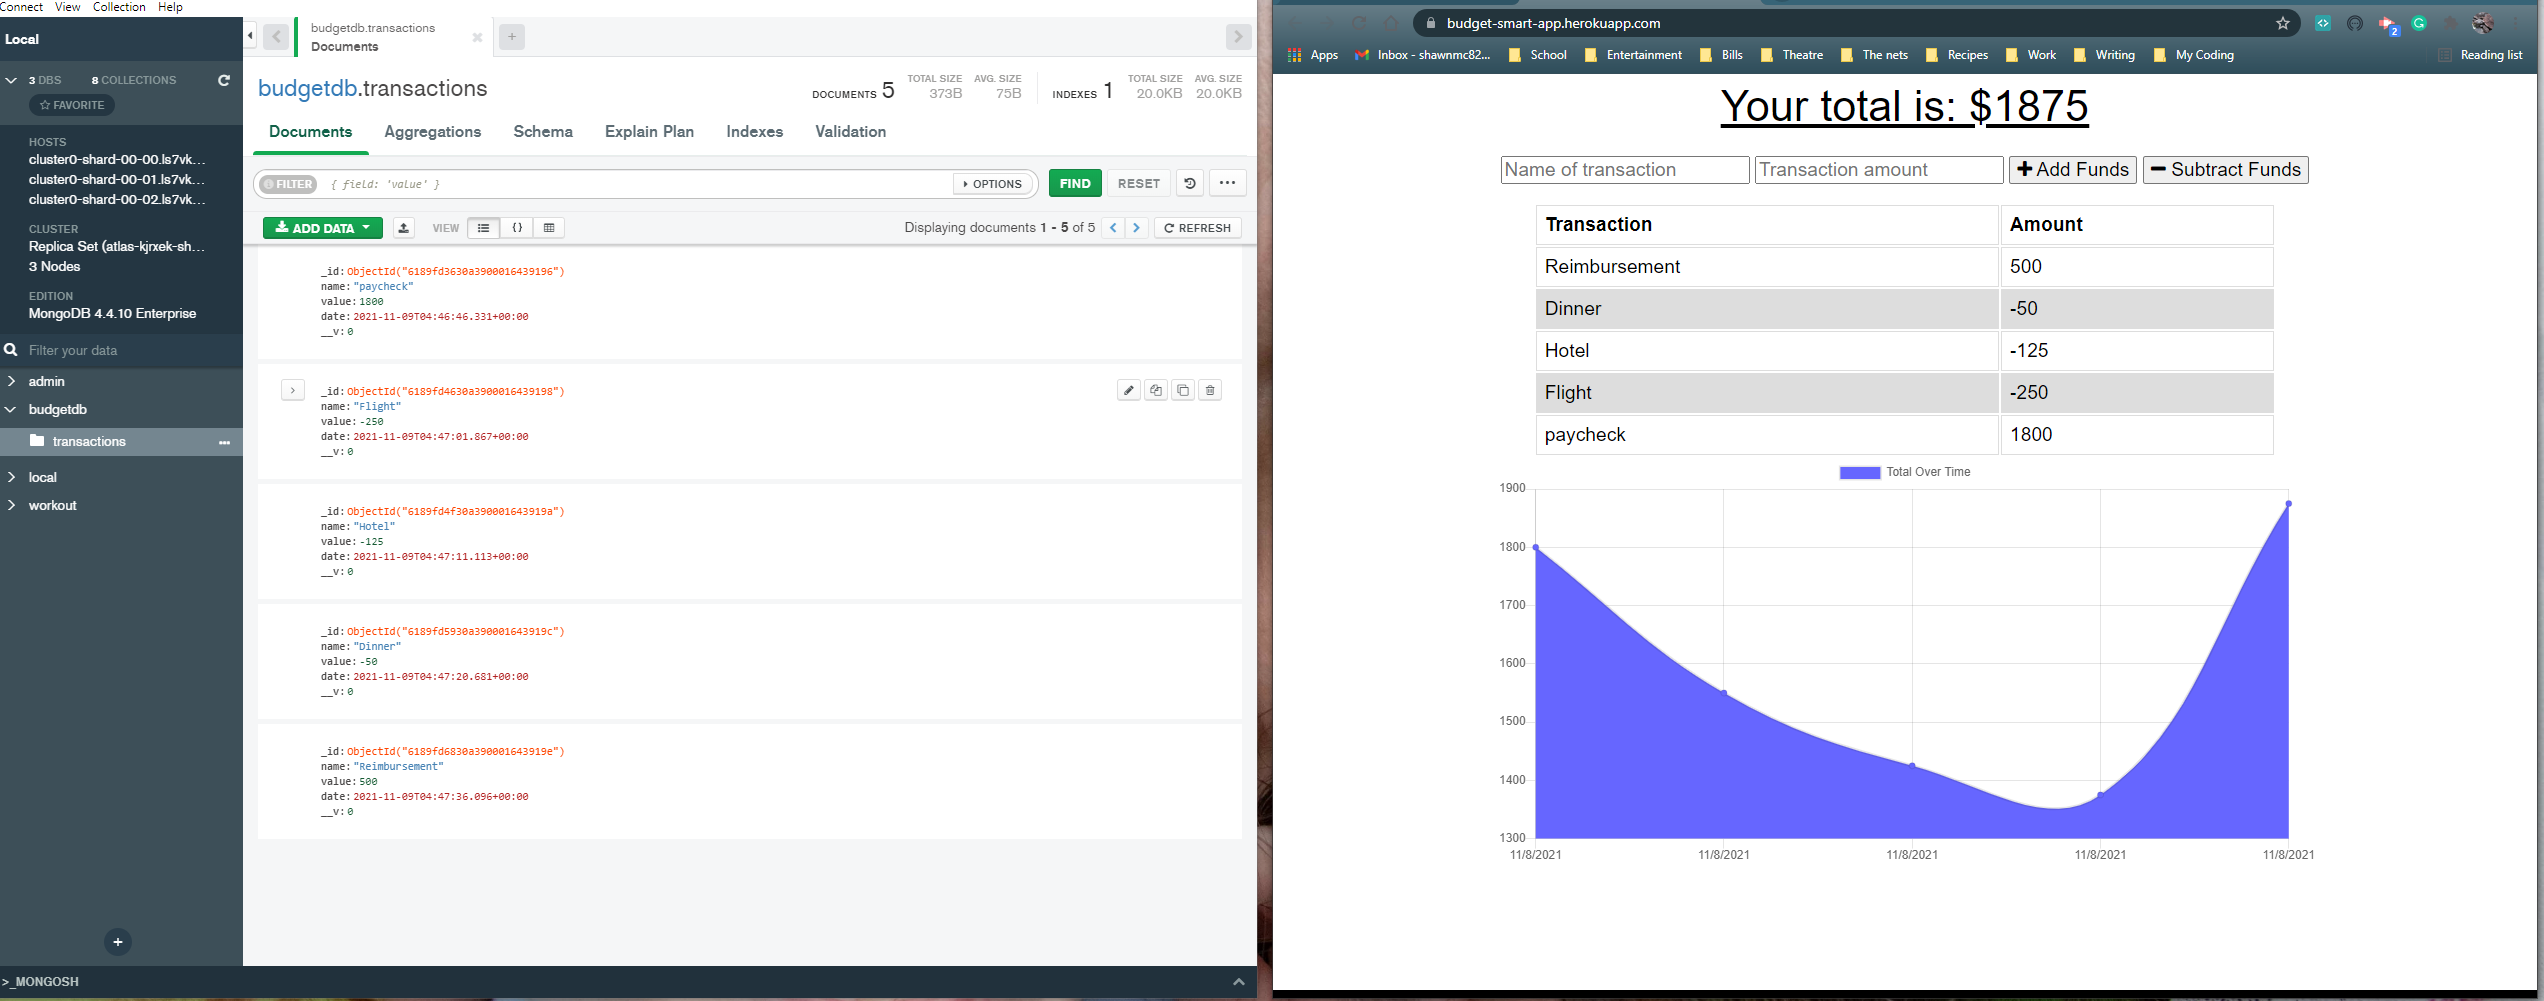 Connect View Collection Help
Local
3 DBS 8 COLLECTIONS
FAVORITE
HOSTS
cluster0-shard-00-00.ls7vk...
cluster0-shard-00-01.ls7vk...
cluster0-shard-00-02.ls7vk...
CLUSTER
Replica Set (atlas-kjrxek-sh...
3 Nodes
EDITION
MongoDB 4.4.10 Enterprise
Filter your data
admin
budgetdb
transactions
local
workout
>_MONGOSH
budgetdb.transactions
Documents
budgetdb.transactions
DOCUMENTS 5 TOTAL SIZE 373B AVG. SIZE 75B INDEXES 1 TOTAL SIZE 20.0KB AVG. SIZE 20.0KB
Documents Aggregations Schema Explain Plan Indexes Validation
FILTER { field: 'value' } OPTIONS FIND RESET
ADD DATA VIEW Displaying documents 1 - 5 of 5 REFRESH
_id: ObjectId("6189fd3630a3900016439196")
name: "paycheck"
value: 1800
date: 2021-11-09T04:46:46.331+00:00
__v: 0
_id: ObjectId("6189fd4630a3900016439198")
name: "Flight"
value: -250
date: 2021-11-09T04:47:01.867+00:00
__v: 0
_id: ObjectId("6189fd4f30a390001643919a")
name: "Hotel"
value: -125
date: 2021-11-09T04:47:11.113+00:00
__v: 0
_id: ObjectId("6189fd5930a390001643919c")
name: "Dinner"
value: -50
date: 2021-11-09T04:47:20.681+00:00
__v: 0
_id: ObjectId("6189fd6830a390001643919e")
name: "Reimbursement"
value: 500
date: 2021-11-09T04:47:36.096+00:00
__v: 0
budget-smart-app.herokuapp.com
2
Apps Inbox - shawnmc82... School Entertainment Bills Theatre The nets Recipes Work Writing My Coding Reading list
Your total is: $1875
Name of transaction Transaction amount Add Funds Subtract Funds
Transaction Amount
Reimbursement 500
Dinner -50
Hotel -125
Flight -250
paycheck 1800
Total Over Time
1900
1800
1700
1600
1500
1400
1300
11/8/2021 11/8/2021 11/8/2021 11/8/2021 11/8/2021